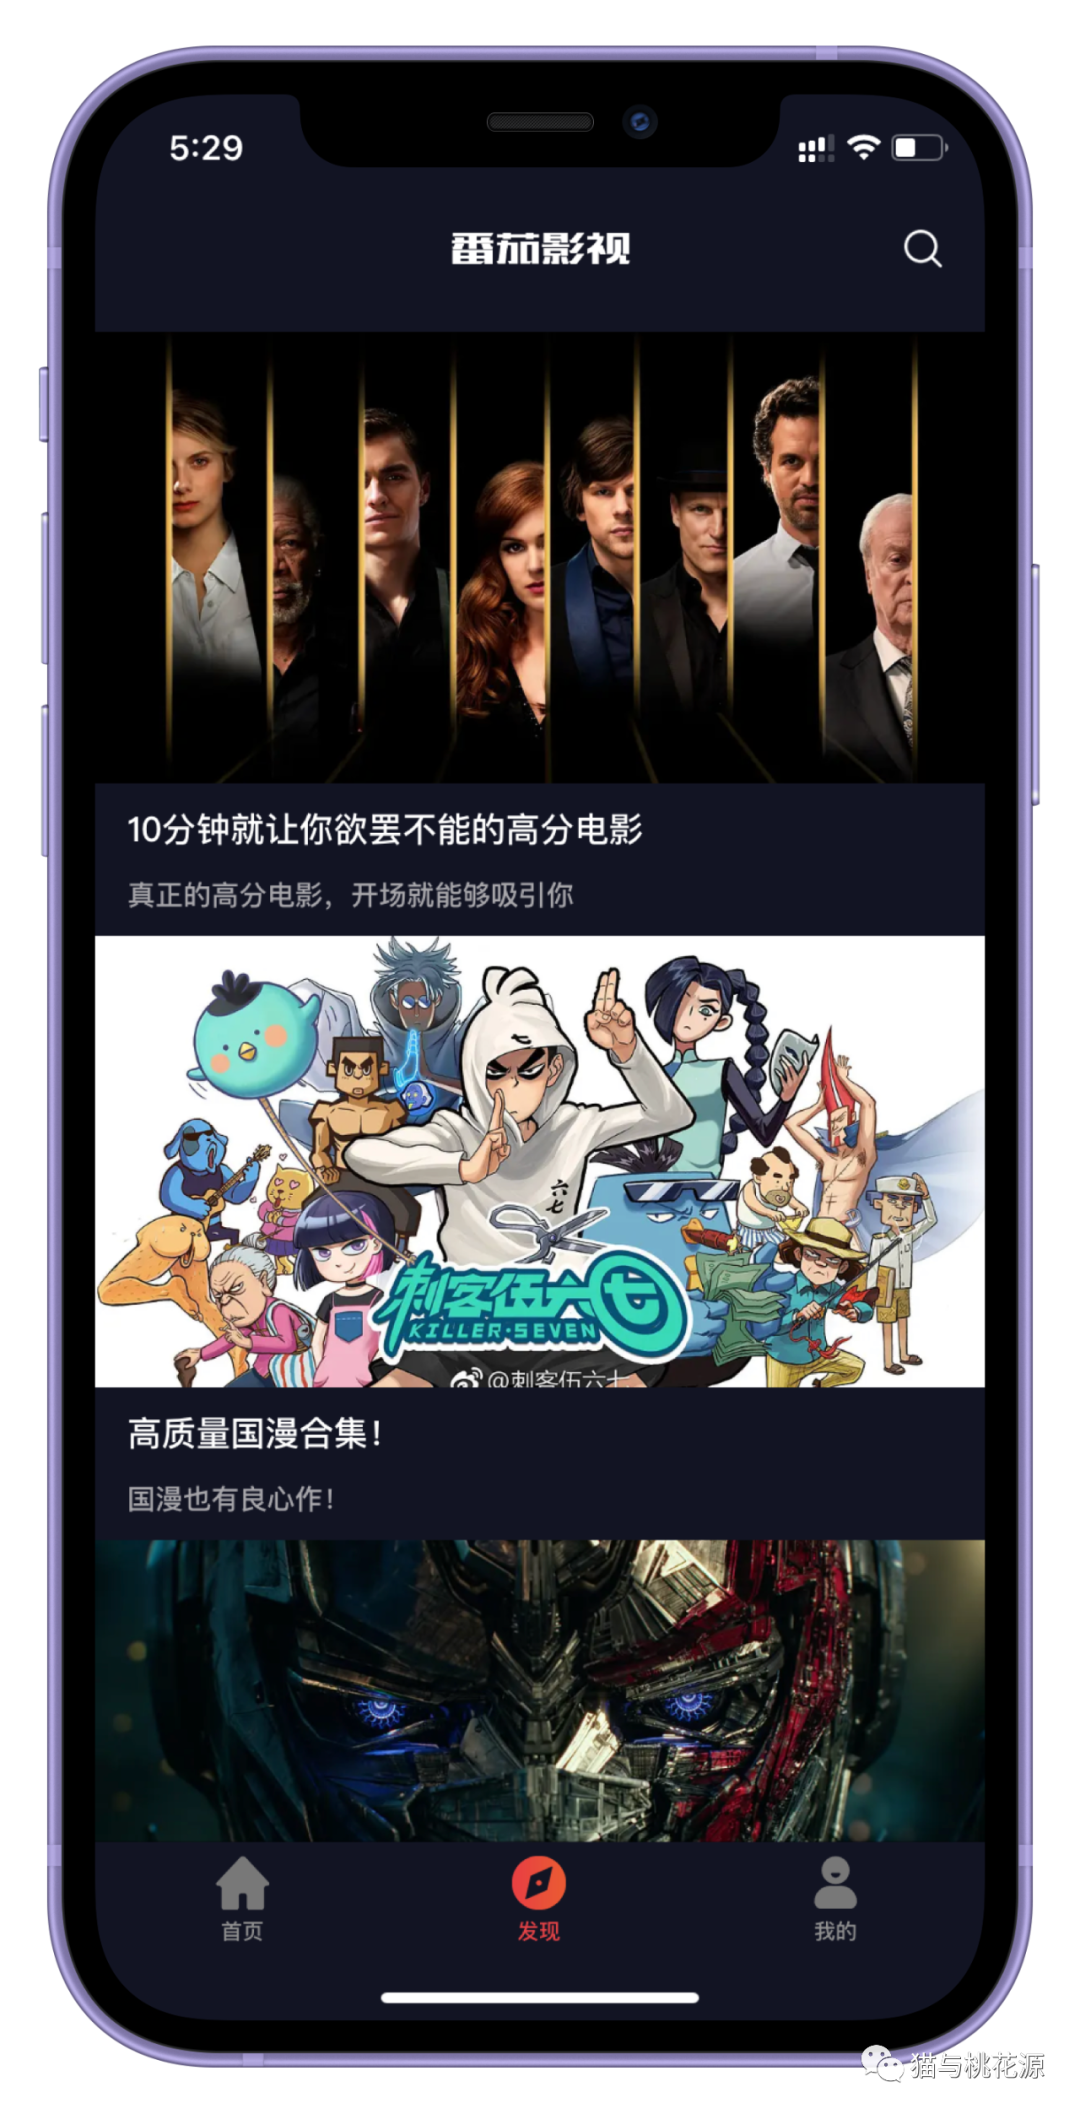 5:29
番茄影视
10分钟就让你欲罢不能的高分电影
真正的高分电影，开场就能够吸引你
七
六
七
刺客伍六七
KILLER·SEVEN
@刺客伍六七
高质量国漫合集！
国漫也有良心作！
首页
发现
我的
猫与桃花源